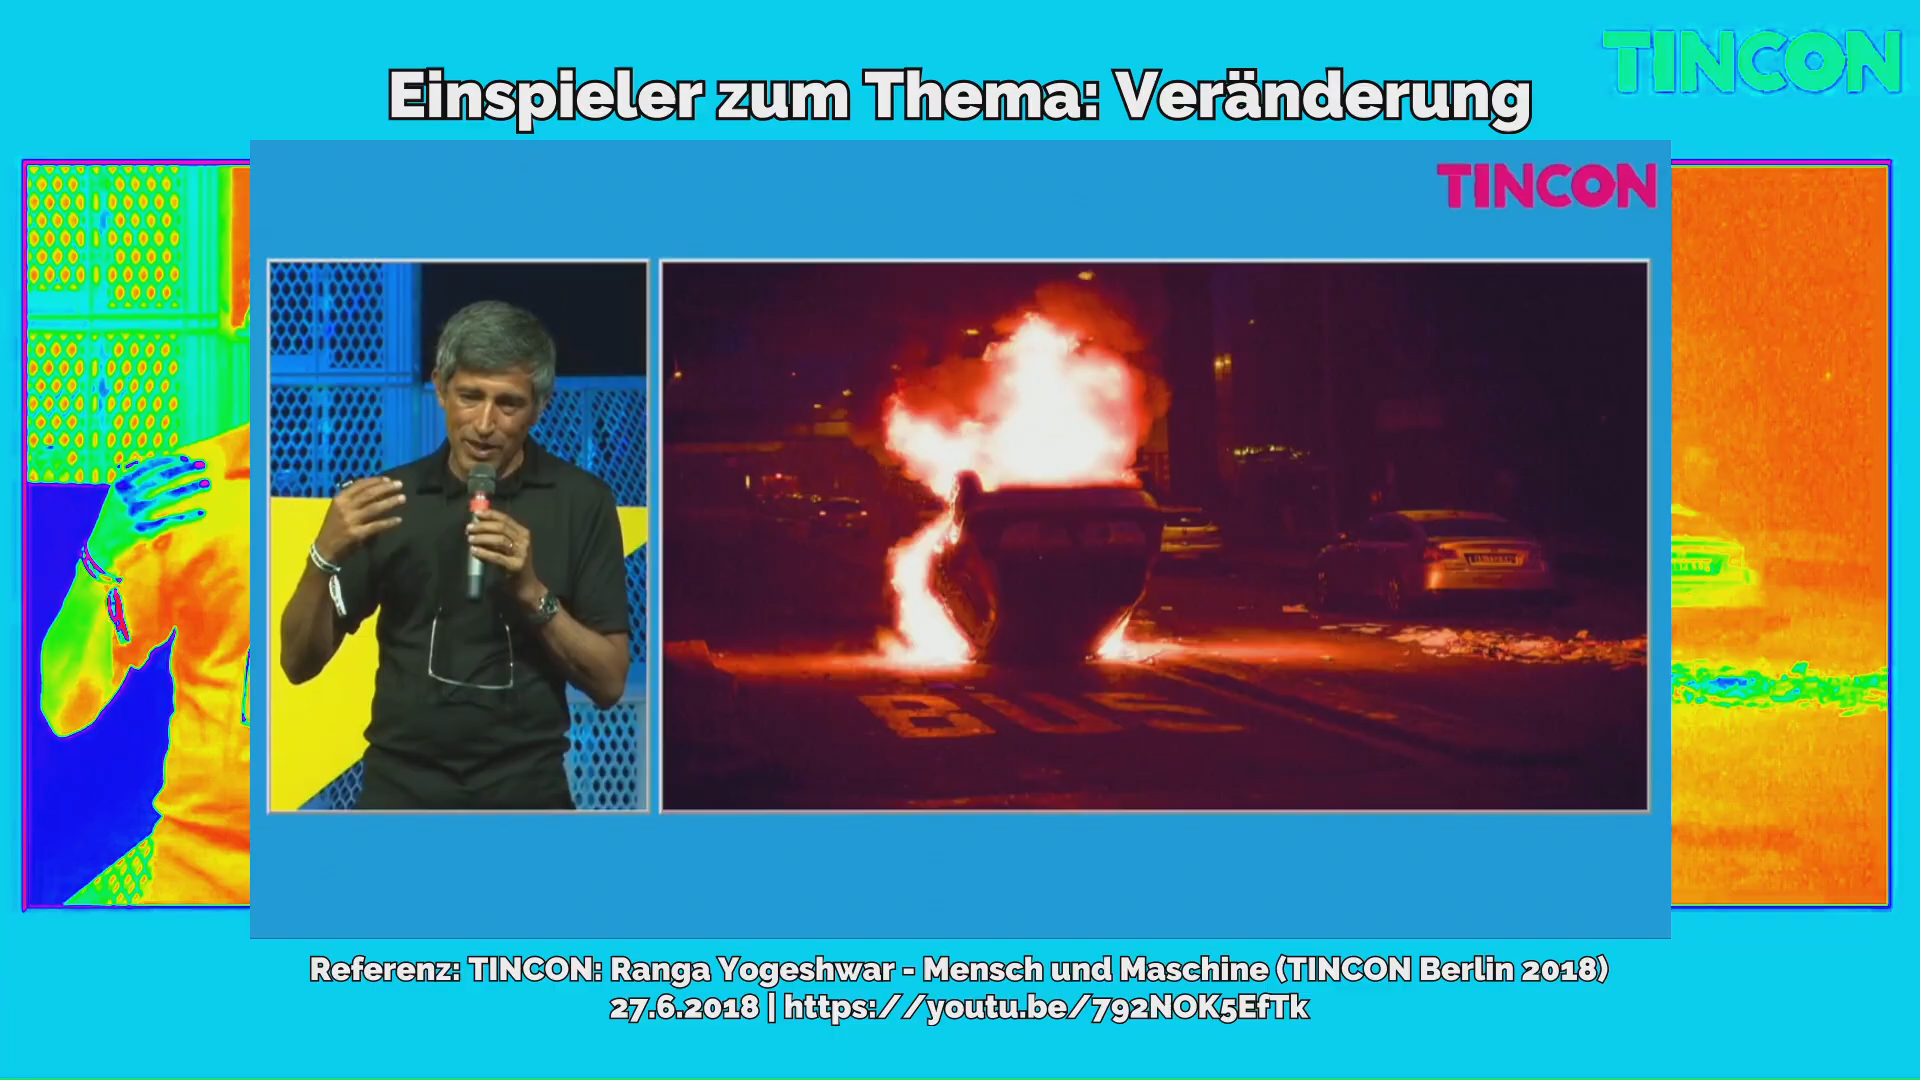 TINCON
Einspieler zum Thema: Veränderung
TINCON
BUS
Referenz: TINCON: Ranga Yogeshwar - Mensch und Maschine (TINCON Berlin 2018)
27.6.2018 | https://youtu.be/792NOK5EfTk